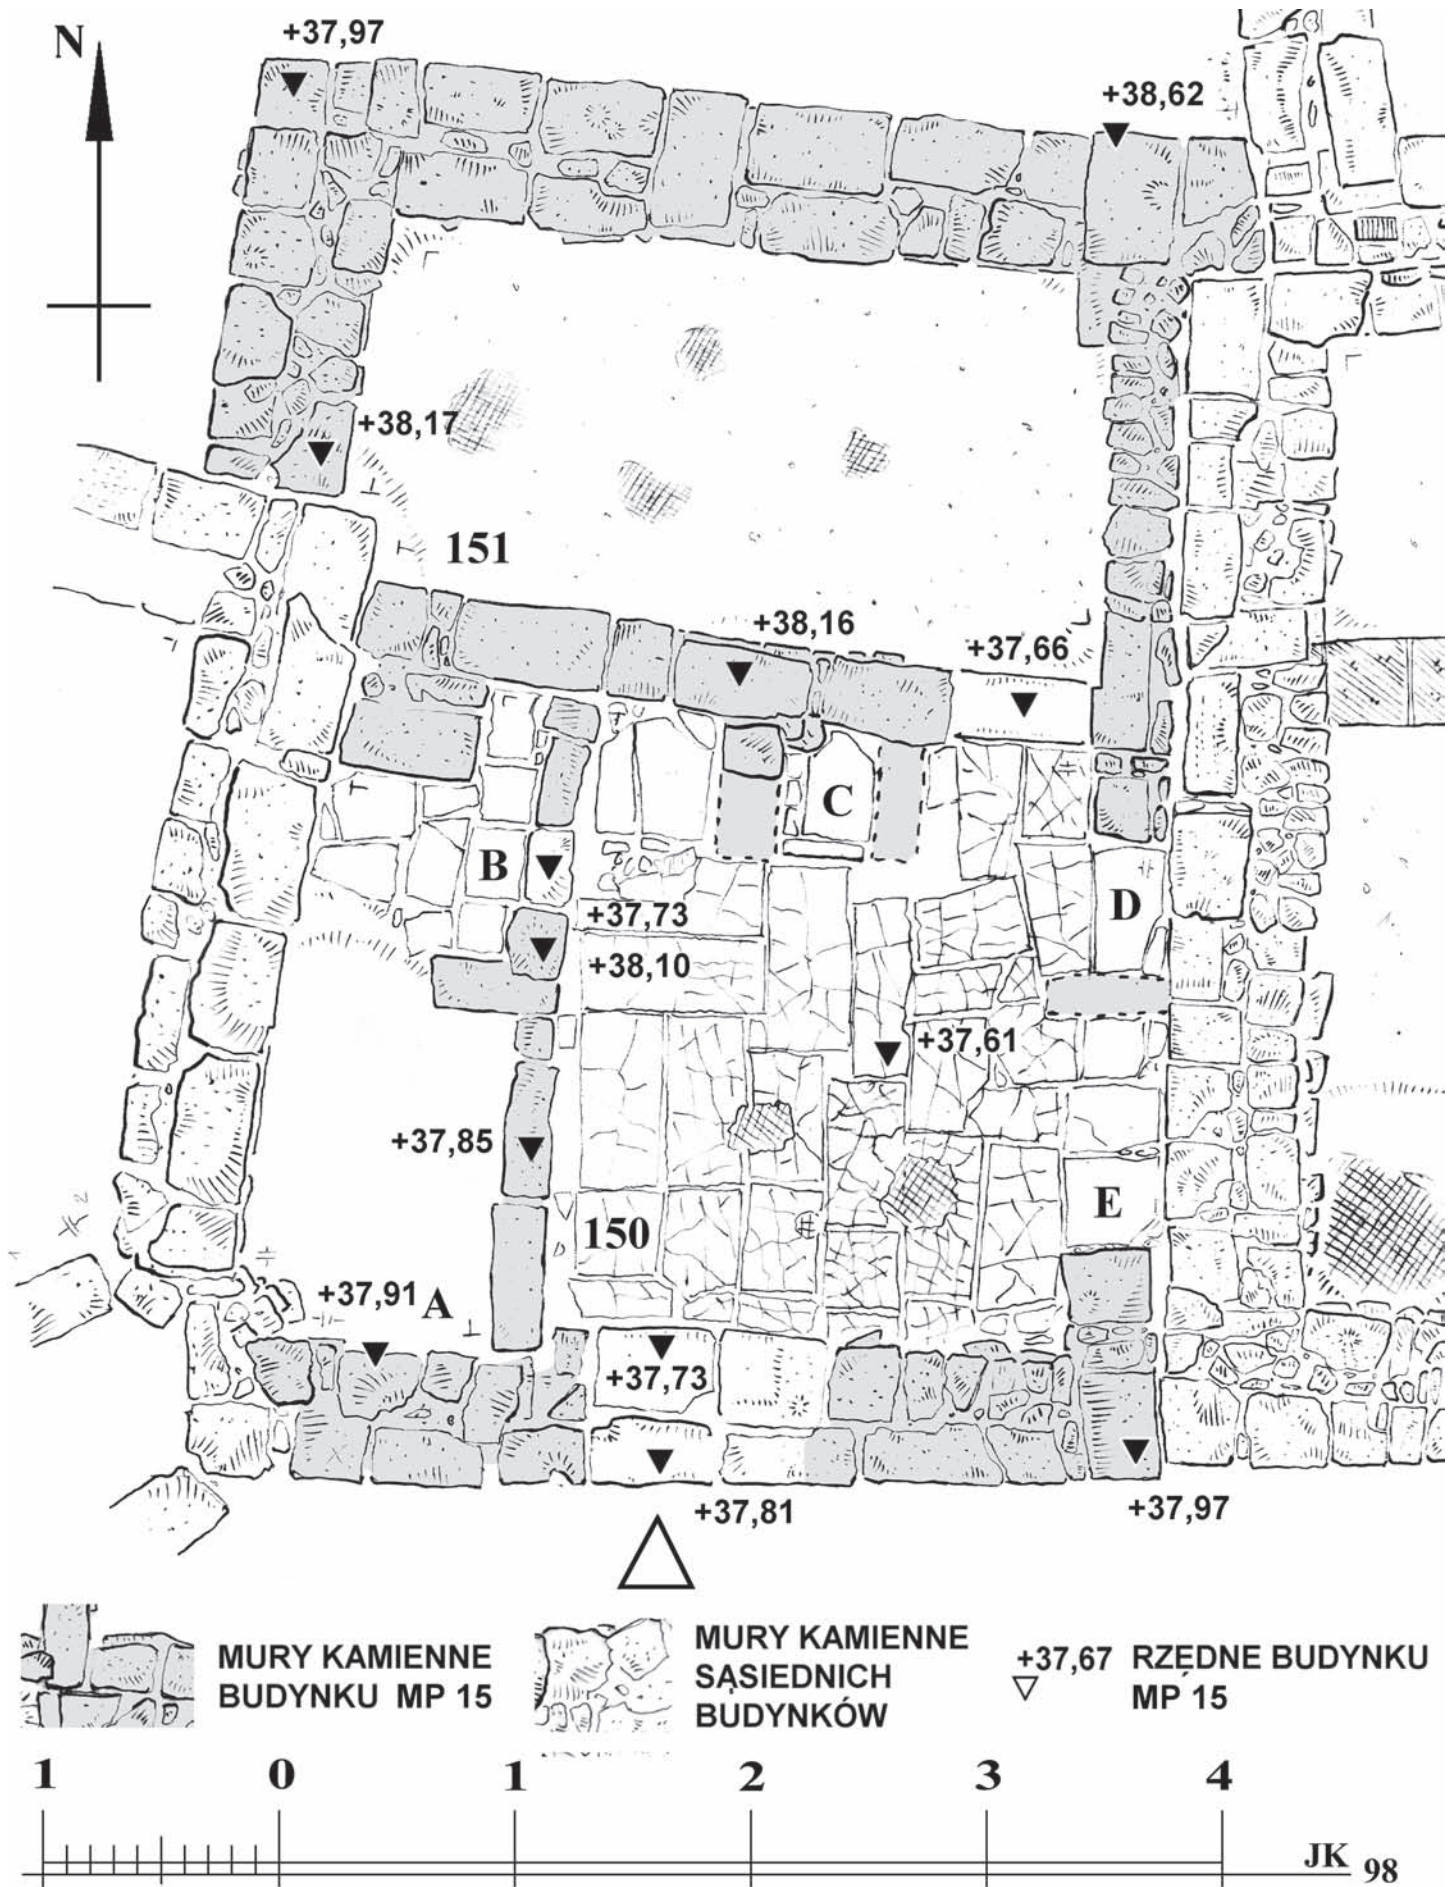 N
+37,97
+38,62
+38,17
151
+38,16
+37,66
C
B
D
+37,73
+38,10
+37,61
+37,85
150
E
+37,91 A
+37,73
+37,81
+37,97
MURY KAMIENNE
BUDYNKU MP 15
MURY KAMIENNE
SĄSIEDNICH
BUDYNKÓW
+37,67 RZĘDNE BUDYNKU
MP 15
1 0 1 2 3 4
JK 98